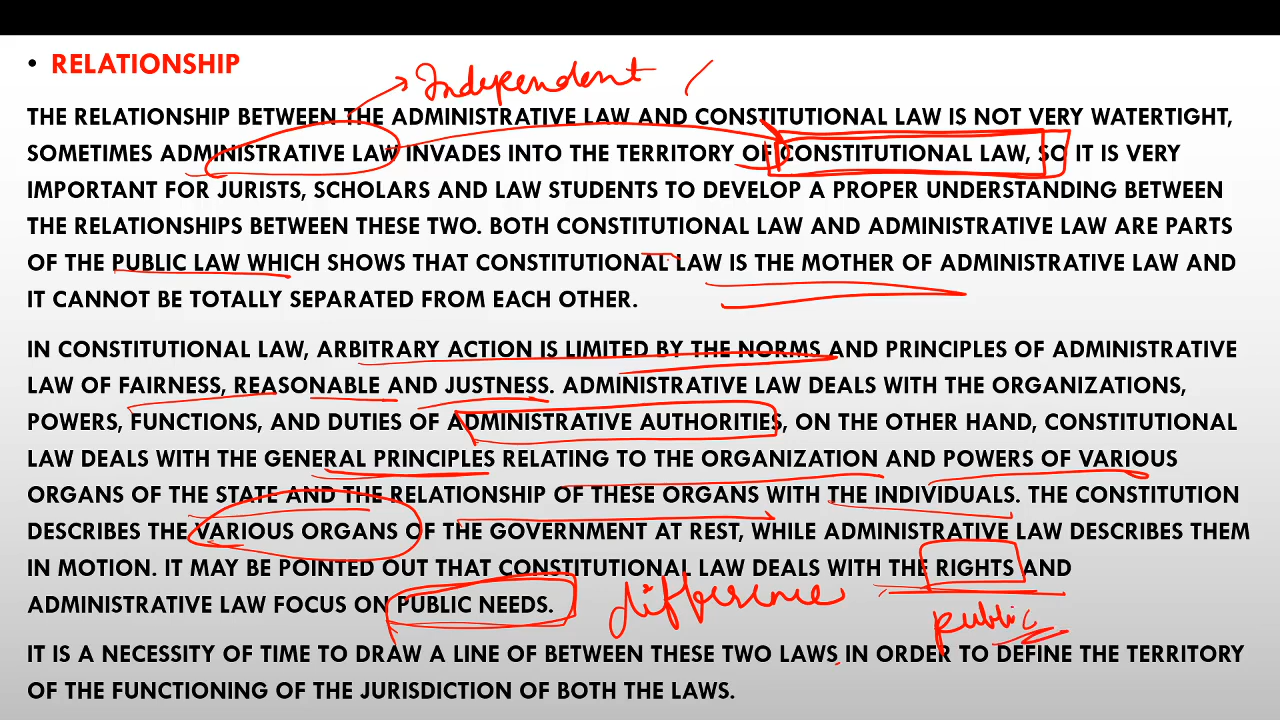 • RELATIONSHIP
Independent
THE RELATIONSHIP BETWEEN THE ADMINISTRATIVE LAW AND CONSTITUTIONAL LAW IS NOT VERY WATERTIGHT,
SOMETIMES ADMINISTRATIVE LAW INVADES INTO THE TERRITORY OF CONSTITUTIONAL LAW, SO IT IS VERY
IMPORTANT FOR JURISTS, SCHOLARS AND LAW STUDENTS TO DEVELOP A PROPER UNDERSTANDING BETWEEN
THE RELATIONSHIPS BETWEEN THESE TWO. BOTH CONSTITUTIONAL LAW AND ADMINISTRATIVE LAW ARE PARTS
OF THE PUBLIC LAW WHICH SHOWS THAT CONSTITUTIONAL LAW IS THE MOTHER OF ADMINISTRATIVE LAW AND
IT CANNOT BE TOTALLY SEPARATED FROM EACH OTHER.
IN CONSTITUTIONAL LAW, ARBITRARY ACTION IS LIMITED BY THE NORMS AND PRINCIPLES OF ADMINISTRATIVE
LAW OF FAIRNESS, REASONABLE AND JUSTNESS. ADMINISTRATIVE LAW DEALS WITH THE ORGANIZATIONS,
POWERS, FUNCTIONS, AND DUTIES OF ADMINISTRATIVE AUTHORITIES, ON THE OTHER HAND, CONSTITUTIONAL
LAW DEALS WITH THE GENERAL PRINCIPLES RELATING TO THE ORGANIZATION AND POWERS OF VARIOUS
ORGANS OF THE STATE AND THE RELATIONSHIP OF THESE ORGANS WITH THE INDIVIDUALS. THE CONSTITUTION
DESCRIBES THE VARIOUS ORGANS OF THE GOVERNMENT AT REST, WHILE ADMINISTRATIVE LAW DESCRIBES THEM
IN MOTION. IT MAY BE POINTED OUT THAT CONSTITUTIONAL LAW DEALS WITH THE RIGHTS AND
ADMINISTRATIVE LAW FOCUS ON PUBLIC NEEDS.
difference
public
IT IS A NECESSITY OF TIME TO DRAW A LINE OF BETWEEN THESE TWO LAWS IN ORDER TO DEFINE THE TERRITORY
OF THE FUNCTIONING OF THE JURISDICTION OF BOTH THE LAWS.